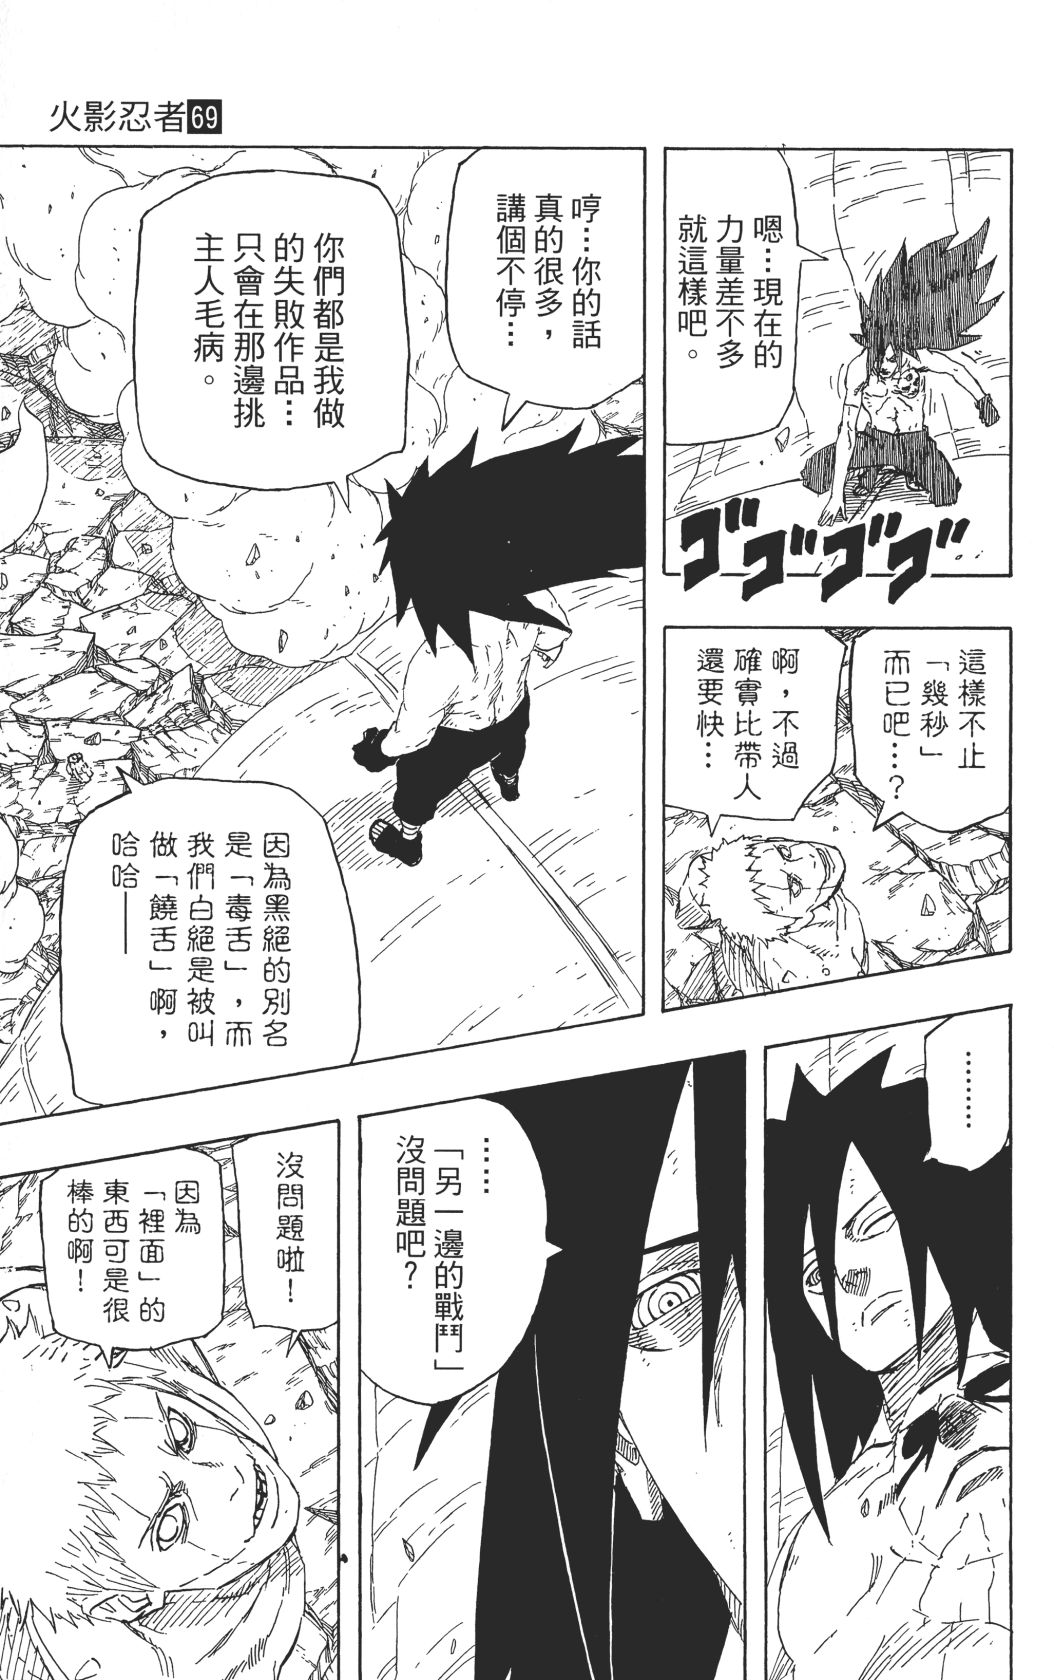 火影忍者69
嗯…現在的
力量差不多
就這樣吧。
ゴゴゴゴ
哼…你的話
真的很多，
講個不停…
你們都是我做
的失敗作品…
只會在那邊挑
主人毛病。
這樣不止
「幾秒」
而已吧…？
啊，不過
確實比帶人
還要快…
因為黑絕的別名
是「毒舌」，而
我們白絕是被叫
做「饒舌」啊，
哈哈——
………
……
「另一邊的戰鬥」
沒問題吧？
沒問題啦！
因為
「裡面」的
東西可是很
棒的啊！